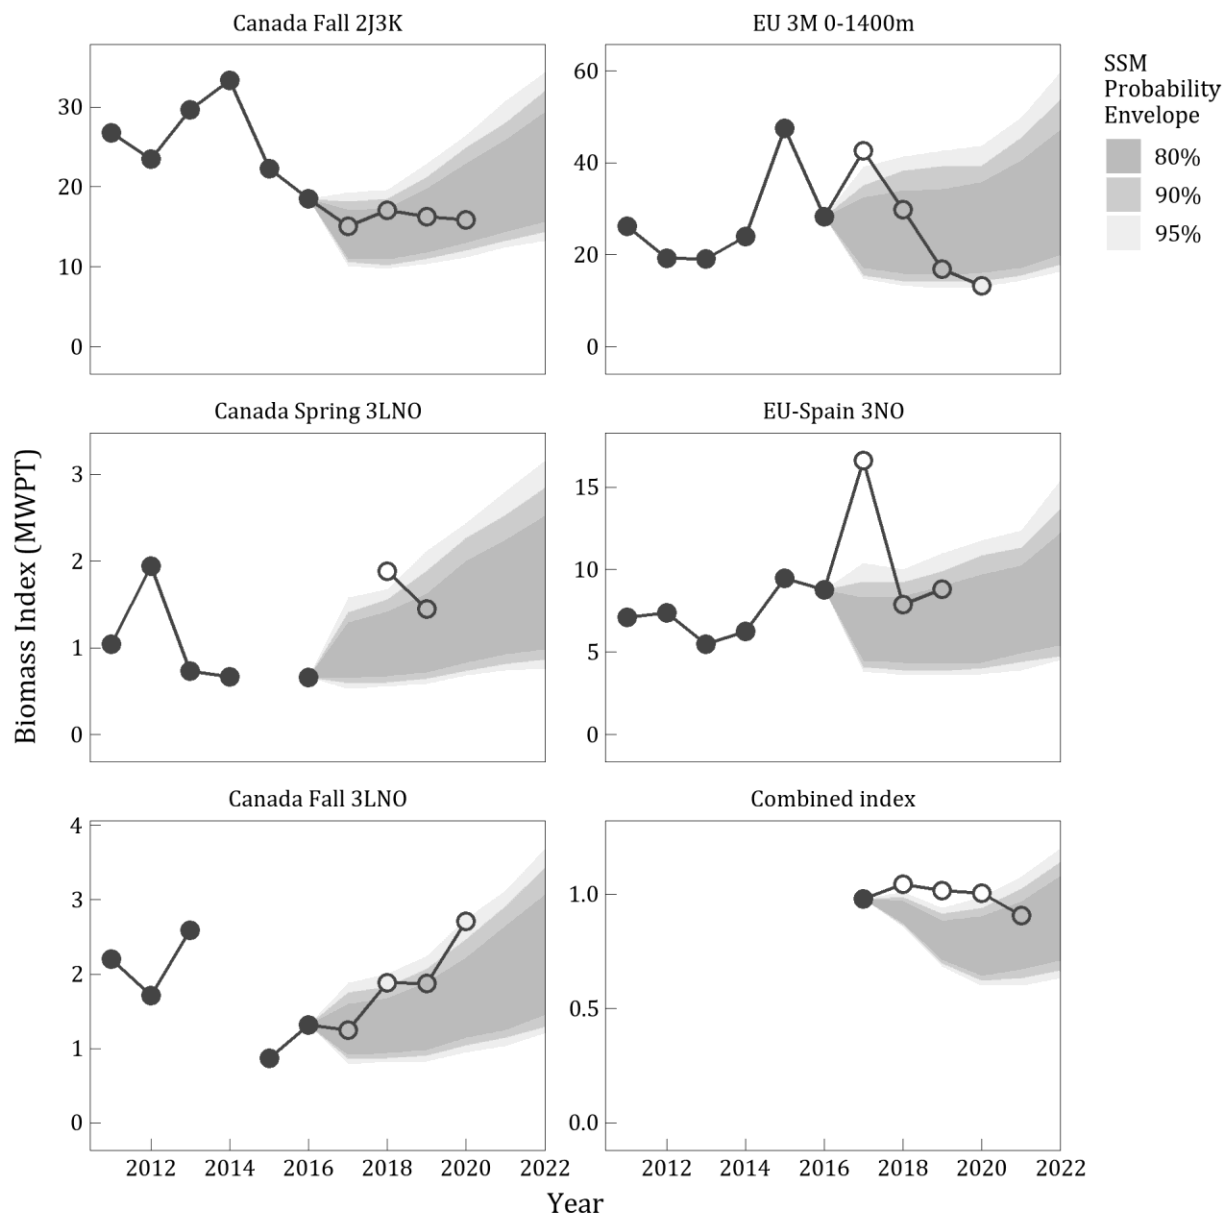 Canada Fall 2J3K
EU 3M 0-1400m
SSM
Probability
Envelope
80%
90%
95%
30
20
10
0
60
40
20
0
Canada Spring 3LNO
EU-Spain 3NO
Biomass Index (MWPT)
3
2
1
0
15
10
5
0
Canada Fall 3LNO
Combined index
4
3
2
1
0
1.0
0.5
0.0
2012 2014 2016 2018 2020 2022
2012 2014 2016 2018 2020 2022
Year